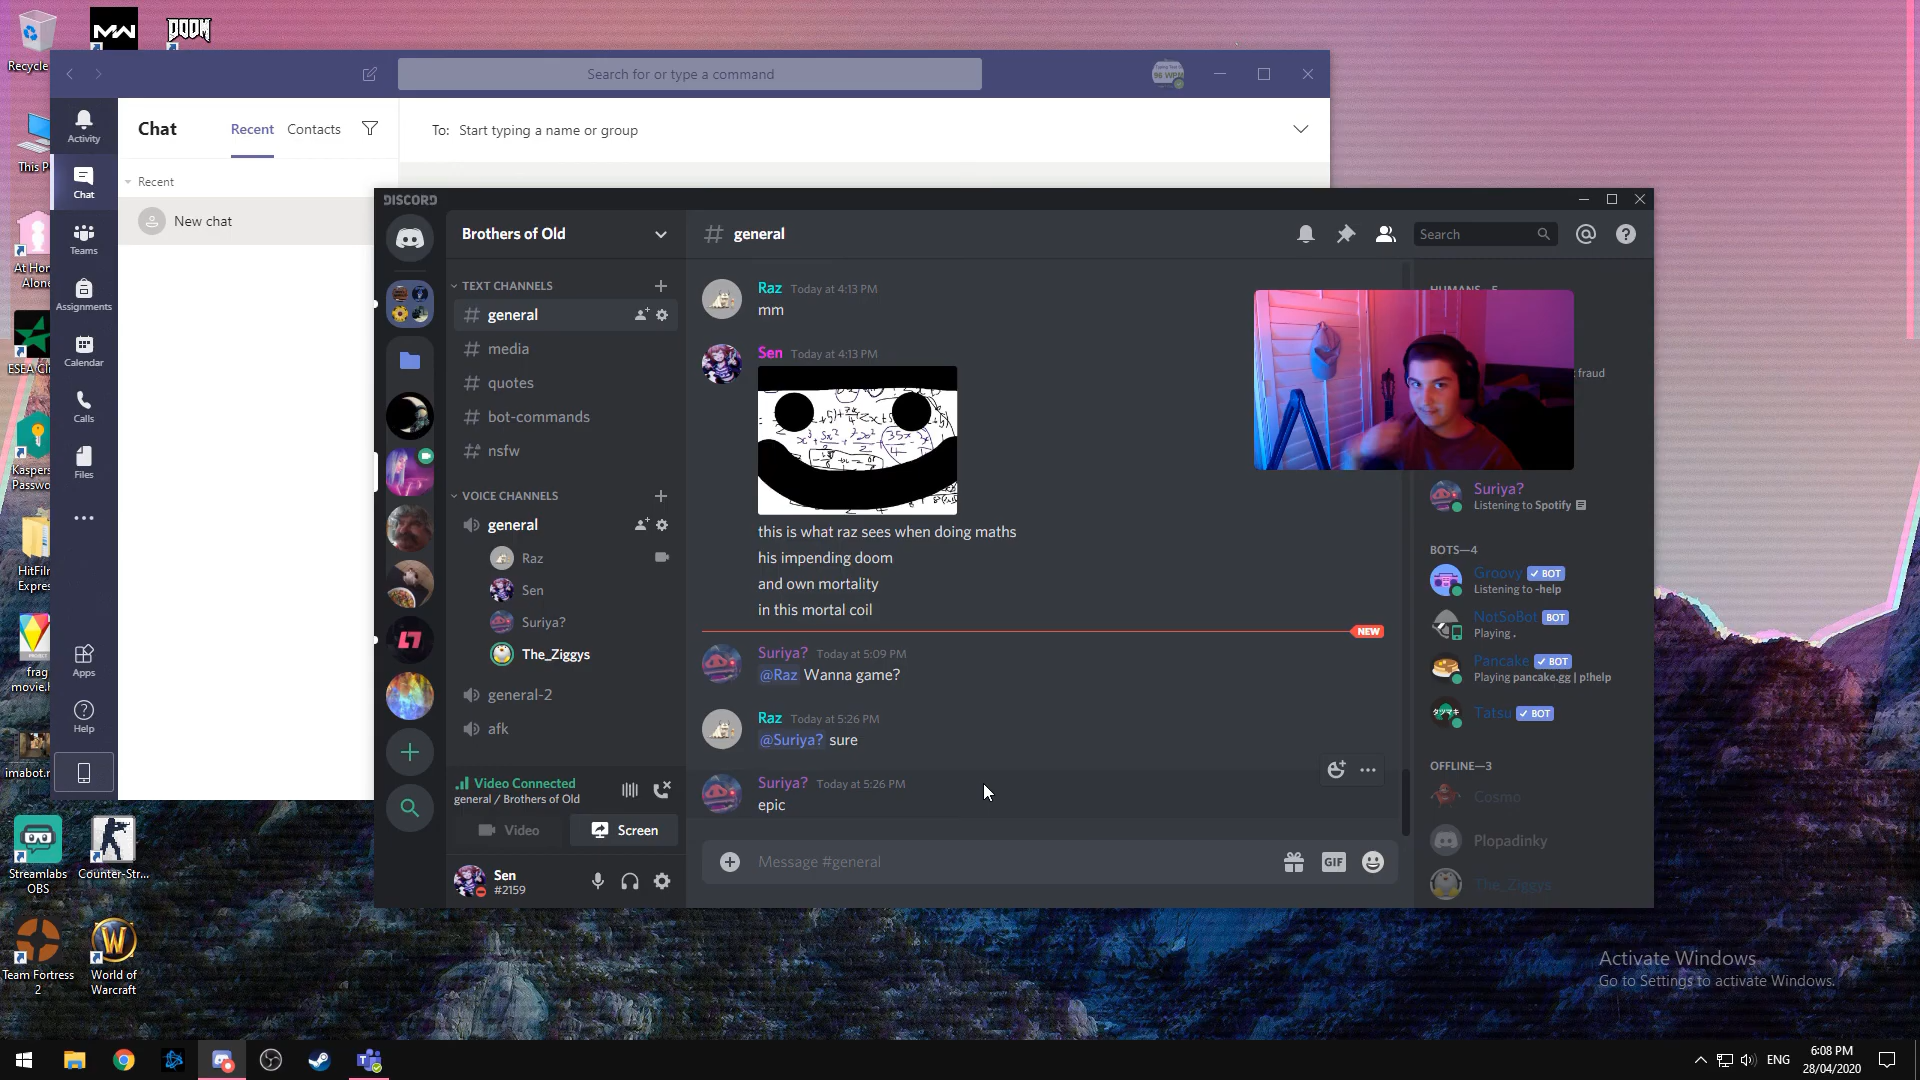 Recycle
DOOM
Search for or type a command
96 WPM
Activity
Chat
Recent
Contacts
To: Start typing a name or group
This P
Chat
Recent
New chat
Teams
At Hom
Alone
Assignments
ESEA Cli
Calendar
Calls
Kaspers
Passwo
Files
HitFilm
Expres
Apps
frag
movie.h
Help
imabot.m
DISCORD
Brothers of Old
general
Search
TEXT CHANNELS
general
media
quotes
bot-commands
nsfw
VOICE CHANNELS
general
Raz
Sen
Suriya?
The_Ziggys
general-2
afk
Video Connected
general / Brothers of Old
Video
Screen
Sen
#2159
Raz Today at 4:13 PM
mm
Sen Today at 4:13 PM
this is what raz sees when doing maths
his impending doom
and own mortality
in this mortal coil
NEW
Suriya? Today at 5:09 PM
@Raz Wanna game?
Raz Today at 5:26 PM
@Suriya? sure
Suriya? Today at 5:26 PM
epic
Message #general
GIF
HUMANS—5
fraud
Suriya?
Listening to Spotify
BOTS—4
Groovy BOT
Listening to -help
NotSoBot BOT
Playing .
Pancake BOT
Playing pancake.gg | p!help
Tatsu BOT
OFFLINE—3
Cosmo
Plopadinky
The_Ziggys
Streamlabs
OBS
Counter-Str...
Team Fortress
2
World of
Warcraft
Activate Windows
Go to Settings to activate Windows.
ENG
6:08 PM
28/04/2020